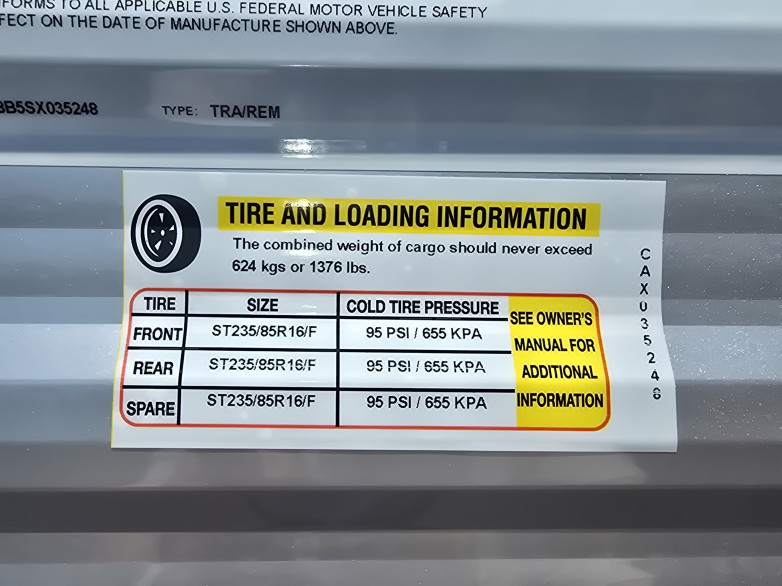 FORMS TO ALL APPLICABLE U.S. FEDERAL MOTOR VEHICLE SAFETY
FECT ON THE DATE OF MANUFACTURE SHOWN ABOVE.
BB5SX035248 TYPE: TRA/REM
TIRE AND LOADING INFORMATION
The combined weight of cargo should never exceed
624 kgs or 1376 lbs.
TIRE SIZE COLD TIRE PRESSURE
FRONT ST235/85R16/F 95 PSI / 655 KPA
REAR ST235/85R16/F 95 PSI / 655 KPA
SPARE ST235/85R16/F 95 PSI / 655 KPA
SEE OWNER'S
MANUAL FOR
ADDITIONAL
INFORMATION
CAX035248